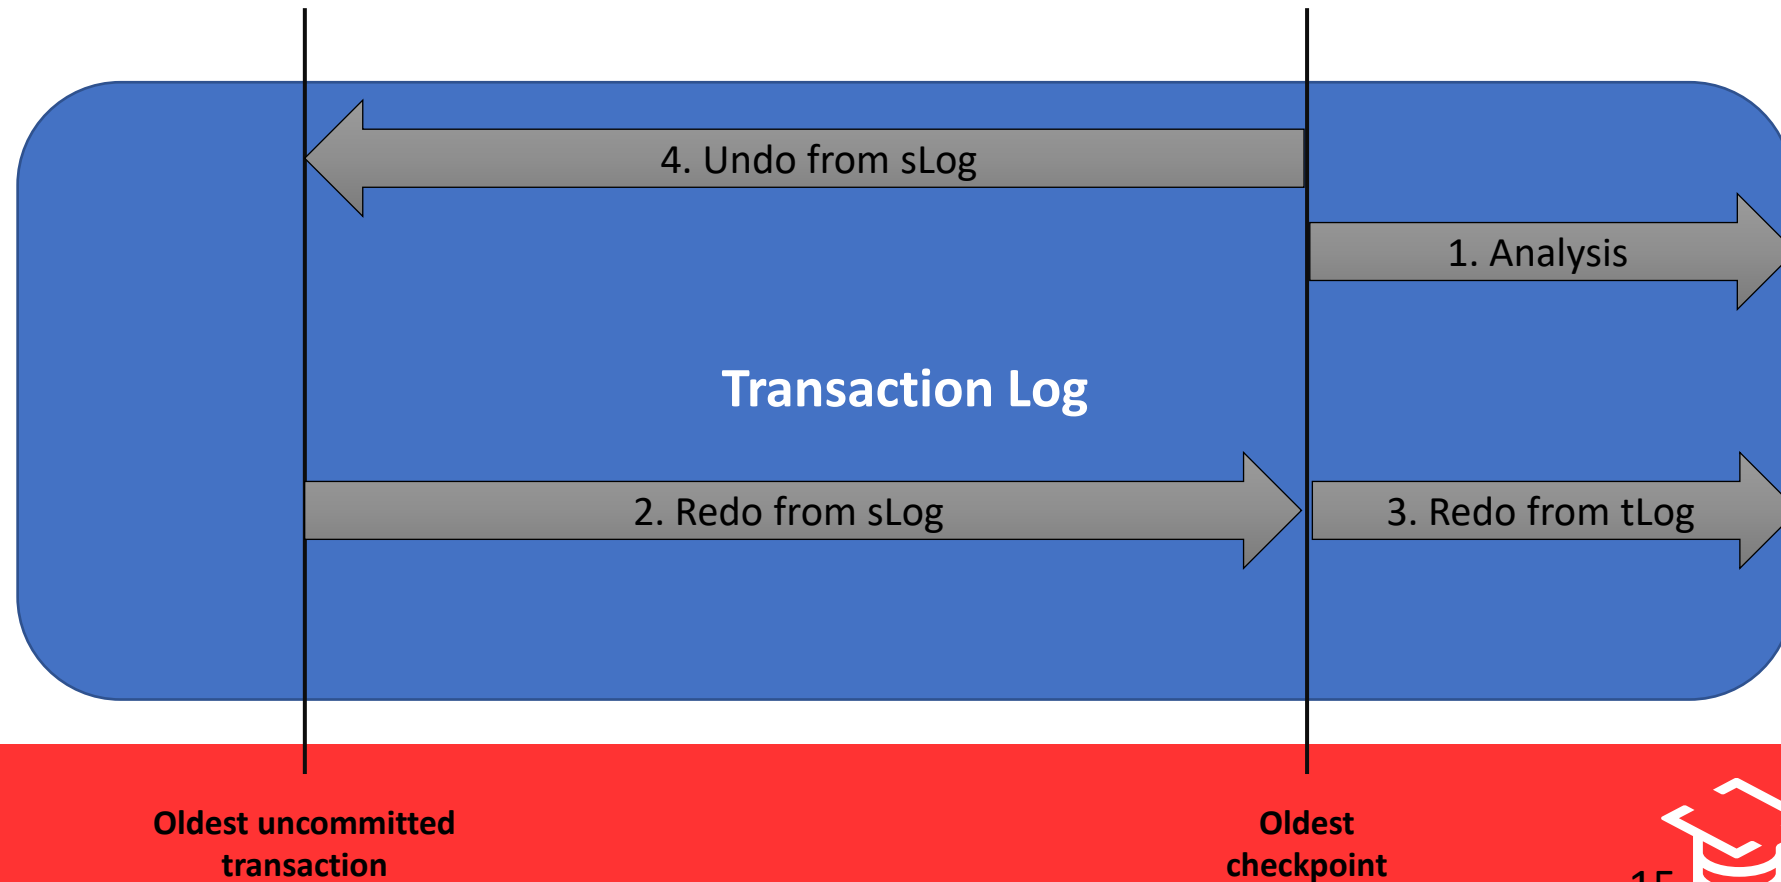 4. Undo from sLog
1. Analysis
Transaction Log
2. Redo from sLog
3. Redo from tLog
Oldest uncommitted
transaction
Oldest
checkpoint
15